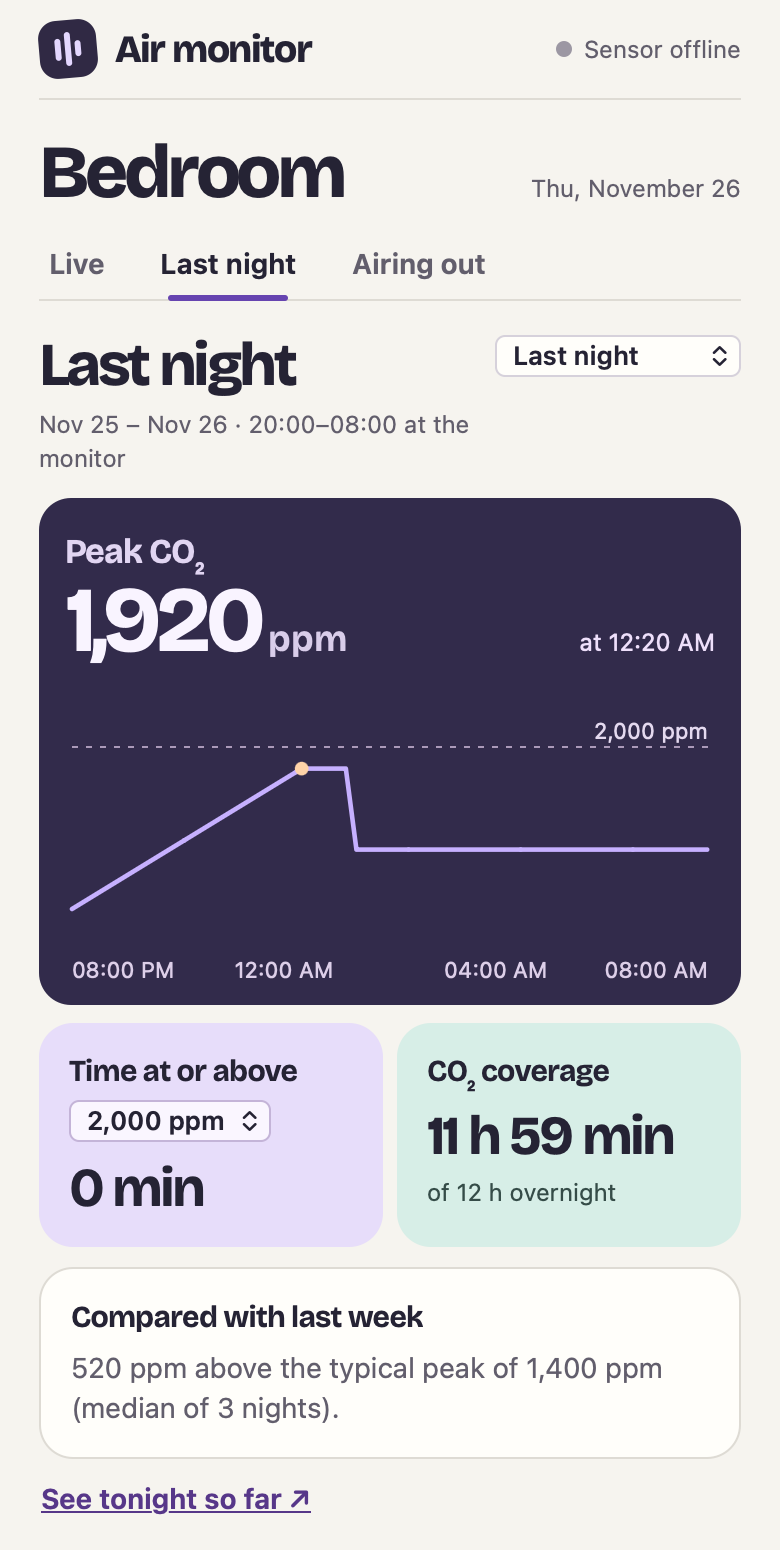 Air monitor
Sensor offline
Bedroom
Thu, November 26
Live
Last night
Airing out
Last night
Last night
Nov 25 – Nov 26 · 20:00–08:00 at the
monitor
Peak CO₂
1,920 ppm
at 12:20 AM
2,000 ppm
08:00 PM
12:00 AM
04:00 AM
08:00 AM
Time at or above
2,000 ppm
0 min
CO₂ coverage
11 h 59 min
of 12 h overnight
Compared with last week
520 ppm above the typical peak of 1,400 ppm
(median of 3 nights).
See tonight so far ↗